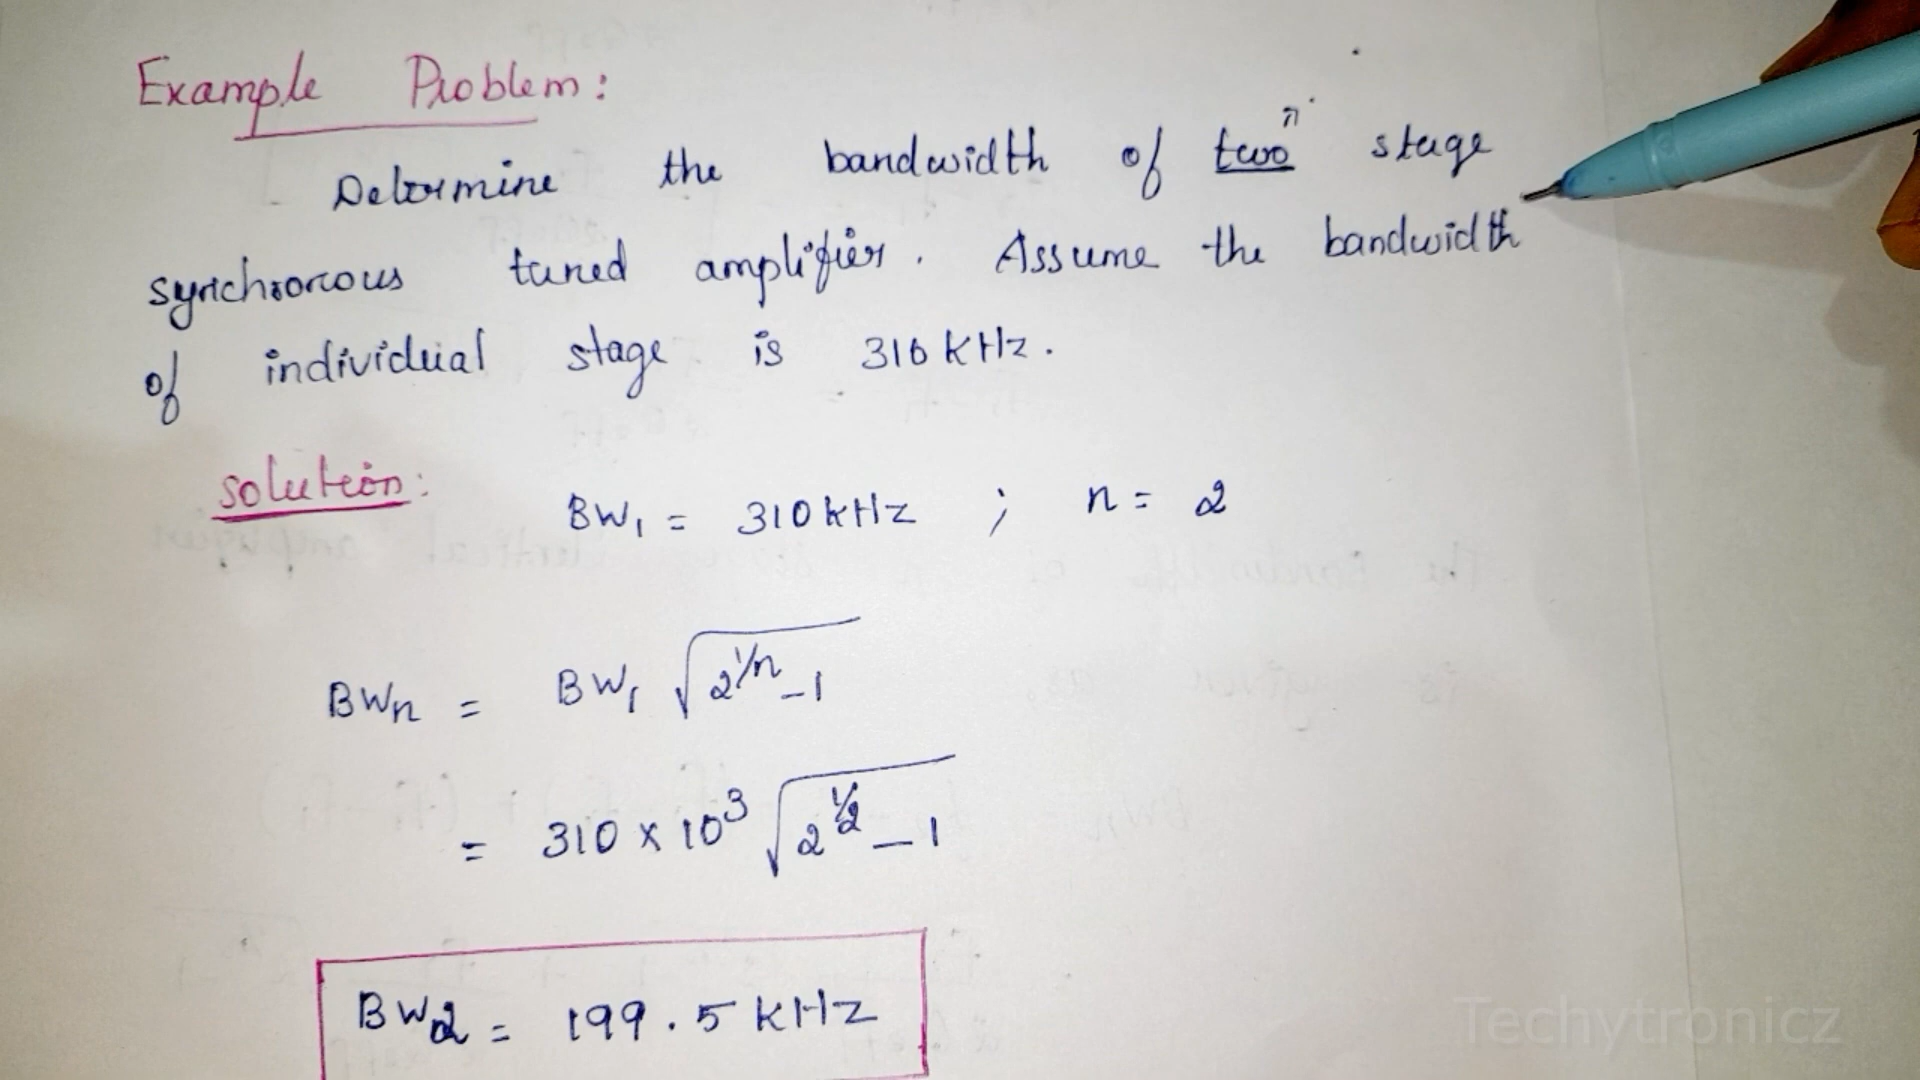 Example Problem:
n
Determine the bandwidth of two stage
synchronous tuned amplifier. Assume the bandwidth
of individual stage is 310 kHz.
solution:
BW₁ = 310 kHz ; n = 2
BWn = BW₁ √(2^1/n - 1)
= 310 x 10³ √(2^1/2 - 1)
BW2 = 199.5 kHz
Techytronicz